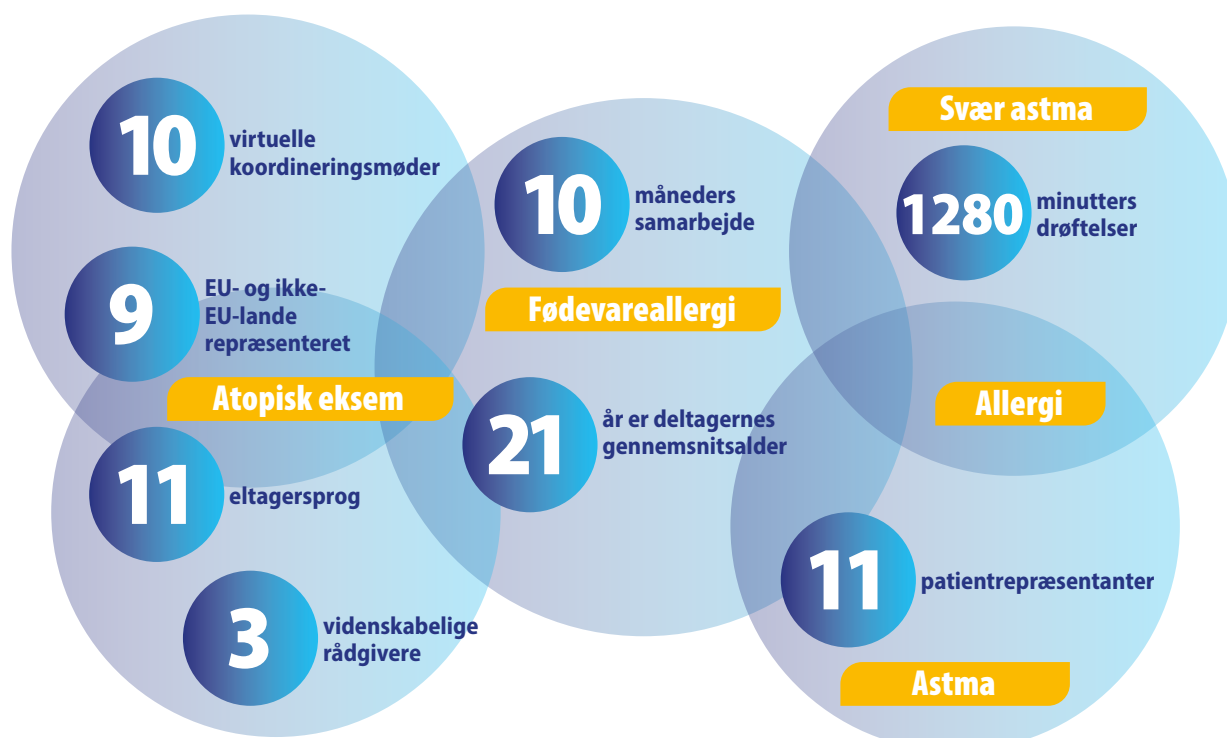 10
virtuelle
koordineringsmøder
9
EU- og ikke-
EU-lande
repræsenteret
Atopisk eksem
11
eltagersprog
3
videnskabelige
rådgivere
10
måneders
samarbejde
Fødevareallergi
21
år er deltagernes
gennemsnitsalder
Svær astma
1280
minutters
drøftelser
Allergi
11
patientrepræsentanter
Astma